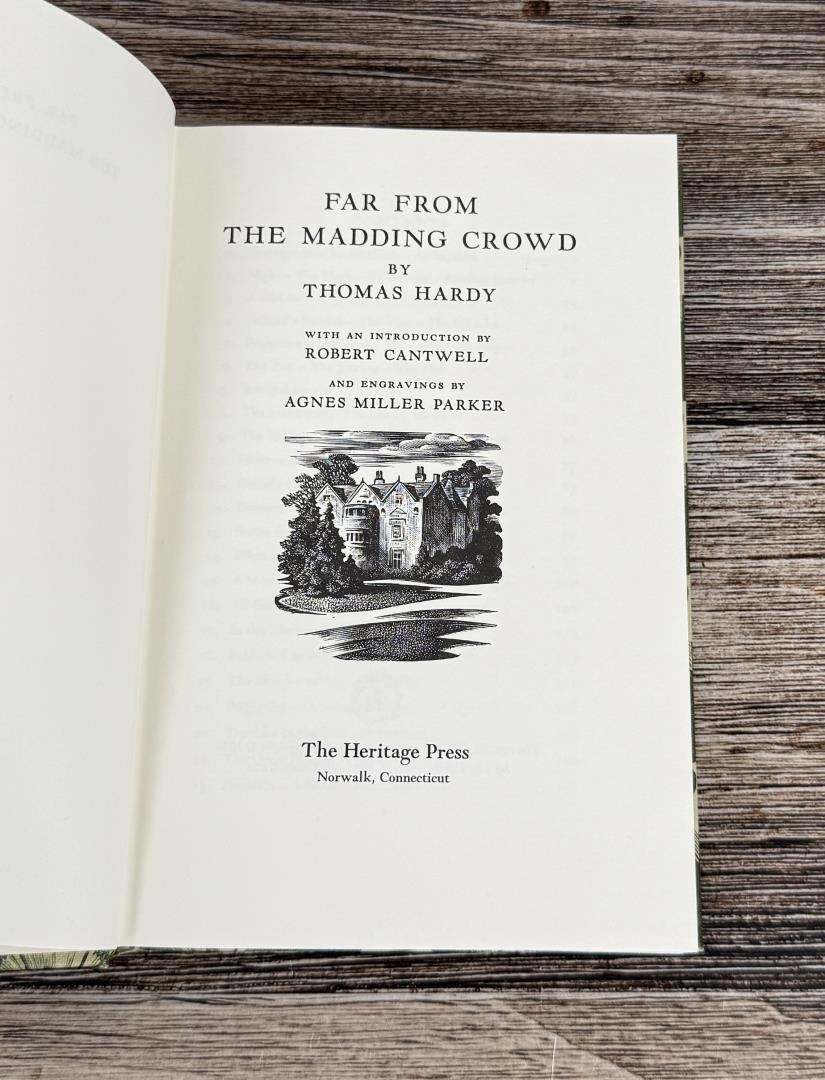 FAR FROM
THE MADDING CROWD
BY
THOMAS HARDY
WITH AN INTRODUCTION BY
ROBERT CANTWELL
AND ENGRAVINGS BY
AGNES MILLER PARKER
The Heritage Press
Norwalk, Connecticut